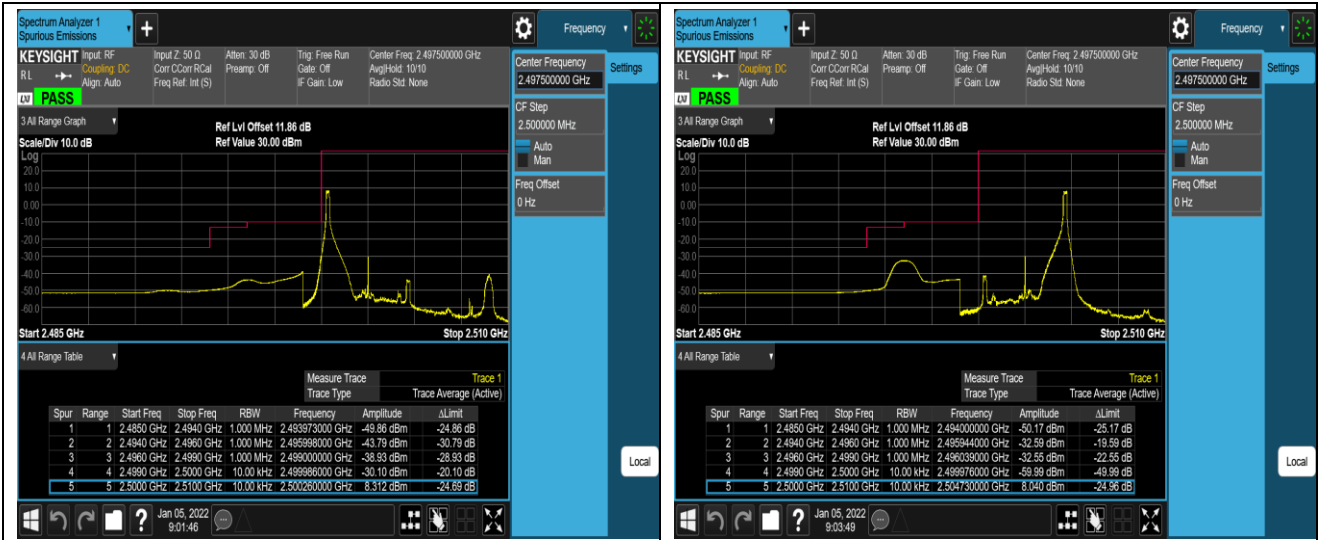 Spectrum Analyzer 1
Spurious Emissions
+
Frequency
KEYSIGHT
RL
Input: RF
Coupling: DC
Align: Auto
Input Z: 50 Ω
Corr CCorr RCal
Freq Ref: Int (S)
Atten: 30 dB
Preamp: Off
Trig: Free Run
Gate: Off
IF Gain: Low
Center Freq: 2.497500000 GHz
Avg|Hold: 10/10
Radio Std: None
PASS
Center Frequency
2.497500000 GHz
Settings
CF Step
2.500000 MHz
Auto
Man
Freq Offset
0 Hz
3 All Range Graph
Scale/Div 10.0 dB
Ref Lvl Offset 11.86 dB
Ref Value 30.00 dBm
Log
20.0
10.0
0.00
-10.0
-20.0
-30.0
-40.0
-50.0
-60.0
Start 2.485 GHz
Stop 2.510 GHz
4 All Range Table
Measure Trace Trace 1
Trace Type Trace Average (Active)
Spur Range Start Freq Stop Freq RBW Frequency Amplitude ΔLimit
1 1 2.4850 GHz 2.4940 GHz 1.000 MHz 2.493973000 GHz -49.86 dBm -24.86 dB
2 2 2.4940 GHz 2.4960 GHz 1.000 MHz 2.495998000 GHz -43.79 dBm -30.79 dB
3 3 2.4960 GHz 2.4990 GHz 1.000 MHz 2.499000000 GHz -38.93 dBm -28.93 dB
4 4 2.4990 GHz 2.5000 GHz 10.00 kHz 2.499986000 GHz -30.10 dBm -20.10 dB
5 5 2.5000 GHz 2.5100 GHz 10.00 kHz 2.500260000 GHz 8.312 dBm -24.69 dB
Local
?
Jan 05, 2022
9:01:46
Spectrum Analyzer 1
Spurious Emissions
+
Frequency
KEYSIGHT
RL
Input: RF
Coupling: DC
Align: Auto
Input Z: 50 Ω
Corr CCorr RCal
Freq Ref: Int (S)
Atten: 30 dB
Preamp: Off
Trig: Free Run
Gate: Off
IF Gain: Low
Center Freq: 2.497500000 GHz
Avg|Hold: 10/10
Radio Std: None
PASS
Center Frequency
2.497500000 GHz
Settings
CF Step
2.500000 MHz
Auto
Man
Freq Offset
0 Hz
3 All Range Graph
Scale/Div 10.0 dB
Ref Lvl Offset 11.86 dB
Ref Value 30.00 dBm
Log
20.0
10.0
0.00
-10.0
-20.0
-30.0
-40.0
-50.0
-60.0
Start 2.485 GHz
Stop 2.510 GHz
4 All Range Table
Measure Trace Trace 1
Trace Type Trace Average (Active)
Spur Range Start Freq Stop Freq RBW Frequency Amplitude ΔLimit
1 1 2.4850 GHz 2.4940 GHz 1.000 MHz 2.494000000 GHz -50.17 dBm -25.17 dB
2 2 2.4940 GHz 2.4960 GHz 1.000 MHz 2.495944000 GHz -32.59 dBm -19.59 dB
3 3 2.4960 GHz 2.4990 GHz 1.000 MHz 2.496039000 GHz -32.55 dBm -22.55 dB
4 4 2.4990 GHz 2.5000 GHz 10.00 kHz 2.499976000 GHz -59.99 dBm -49.99 dB
5 5 2.5000 GHz 2.5100 GHz 10.00 kHz 2.504730000 GHz 8.040 dBm -24.96 dB
Local
?
Jan 05, 2022
9:03:49